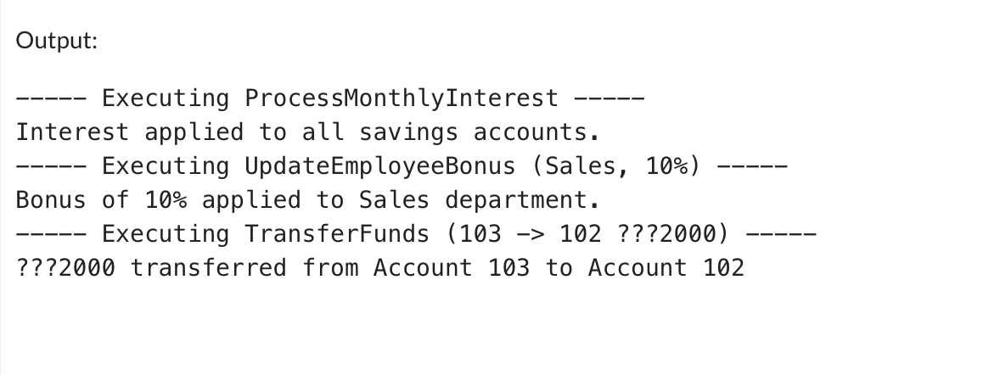 Output:
----- Executing ProcessMonthlyInterest -----
Interest applied to all savings accounts.
----- Executing UpdateEmployeeBonus (Sales, 10%) -----
Bonus of 10% applied to Sales department.
----- Executing TransferFunds (103 -> 102 ???2000) -----
???2000 transferred from Account 103 to Account 102